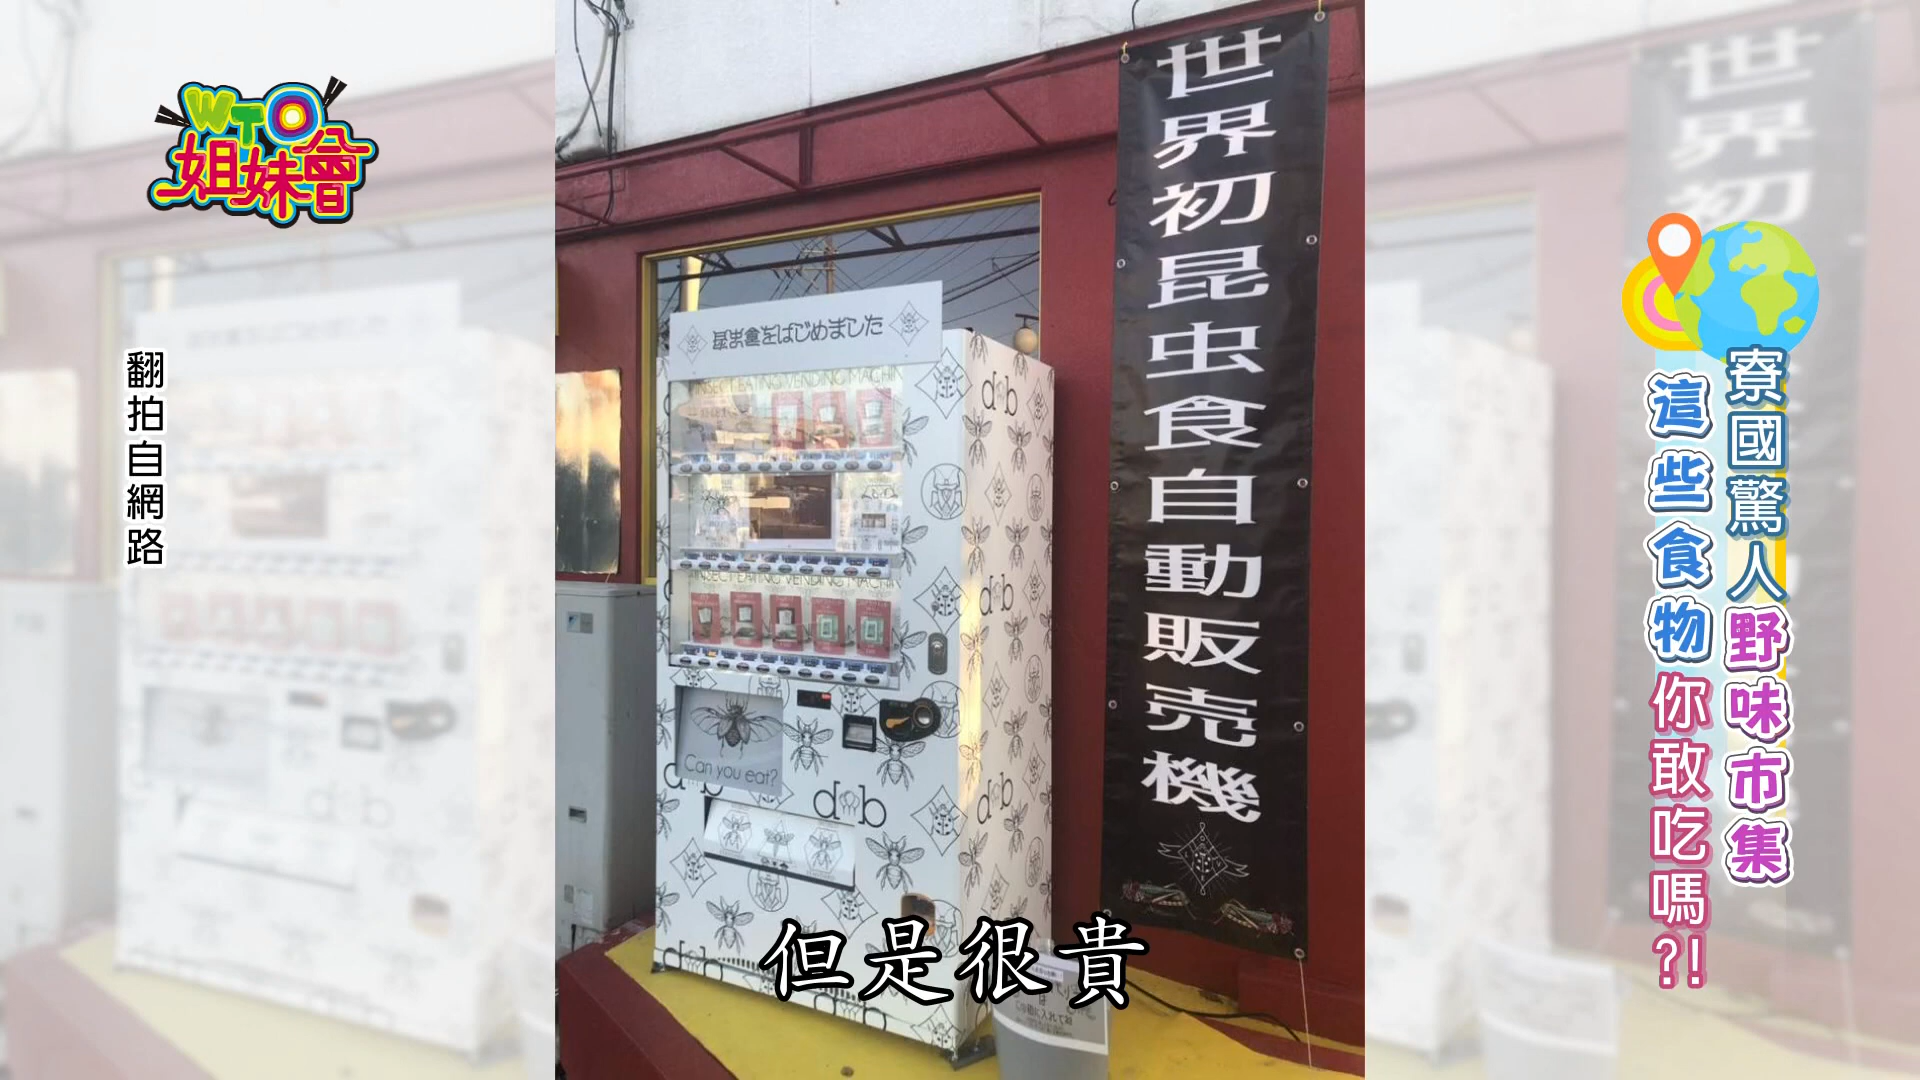 WTO
姐妹會
翻拍自網路
世界初昆虫食自動販売機
昆虫食をはじめました
INSECT EATING VENDING MACHIN
INSECT EATING VENDING MACHIN
Can you eat?
寮國驚人野味市集
這些食物你敢吃嗎?!
但是很貴